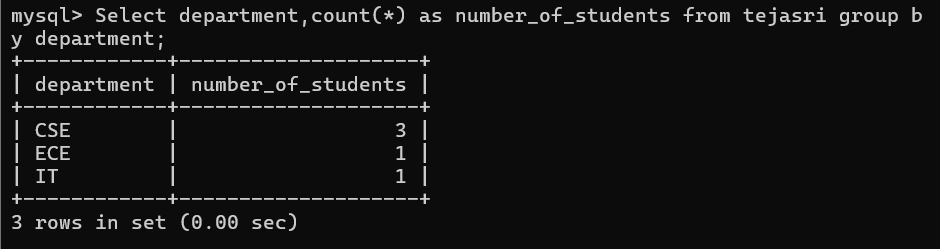 mysql> Select department,count(*) as number_of_students from tejasri group b
y department;
+------------+--------------------+
| department | number_of_students |
+------------+--------------------+
| CSE        |                  3 |
| ECE        |                  1 |
| IT         |                  1 |
+------------+--------------------+
3 rows in set (0.00 sec)